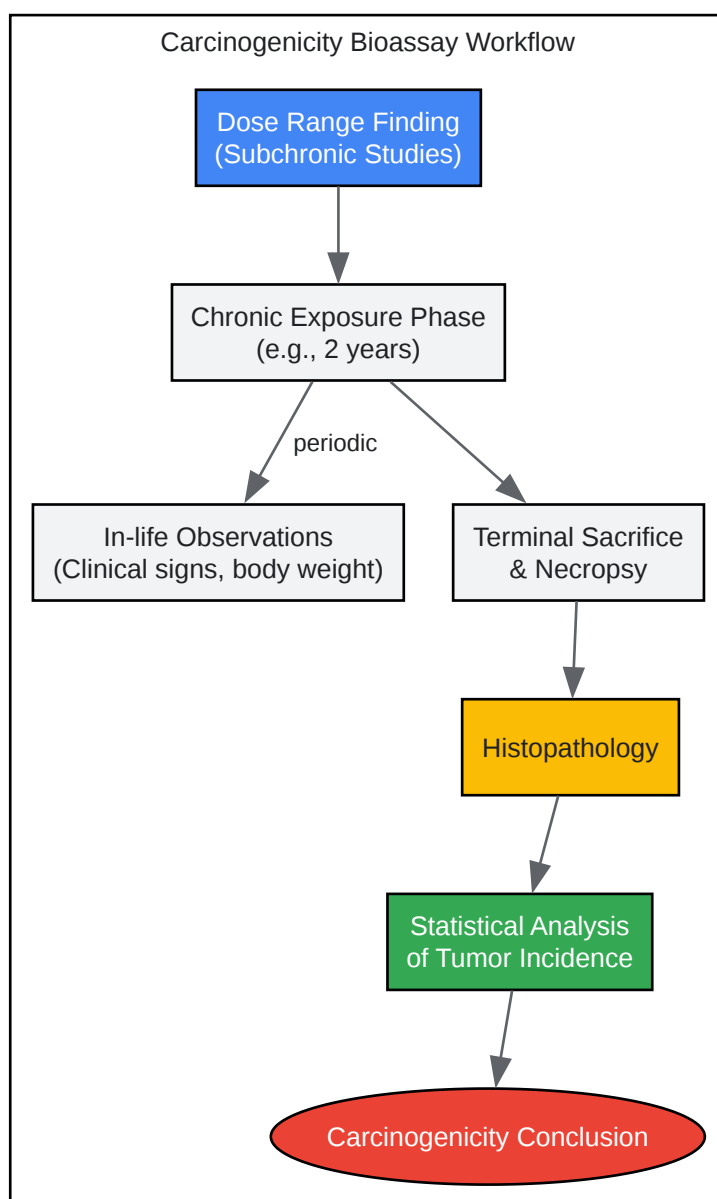 Carcinogenicity Bioassay Workflow
Dose Range Finding
(Subchronic Studies)
Chronic Exposure Phase
(e.g., 2 years)
periodic
In-life Observations
(Clinical signs, body weight)
Terminal Sacrifice
& Necropsy
Histopathology
Statistical Analysis
of Tumor Incidence
Carcinogenicity Conclusion